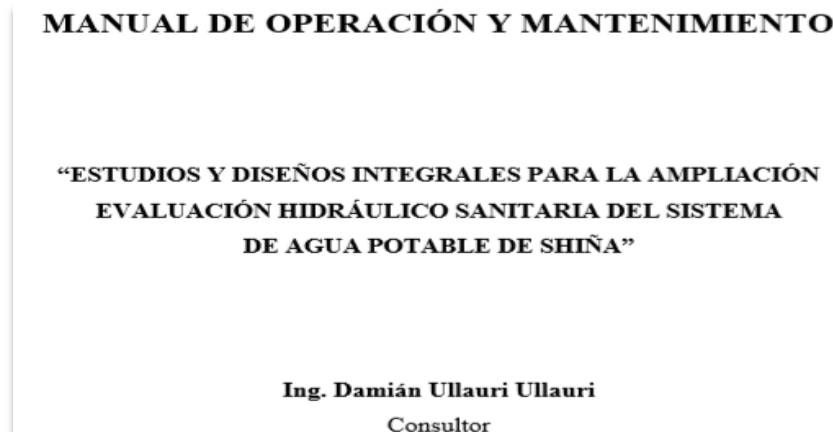 MANUAL DE OPERACIÓN Y MANTENIMIENTO
“ESTUDIOS Y DISEÑOS INTEGRALES PARA LA AMPLIACIÓN
EVALUACIÓN HIDRÁULICO SANITARIA DEL SISTEMA
DE AGUA POTABLE DE SHIÑA”
Ing. Damián Ullauri Ullauri
Consultor